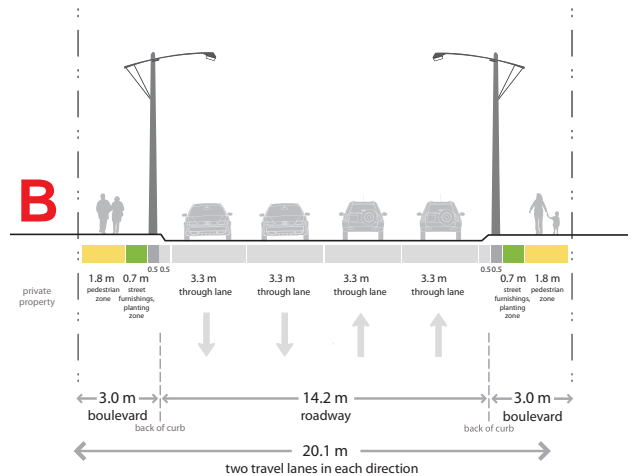 B
0.5 0.5
0.5 0.5
private
property
1.8 m
pedestrian
zone
0.7 m
street
furnishings,
planting
zone
3.3 m
through lane
3.3 m
through lane
3.3 m
through lane
3.3 m
through lane
0.7 m
street
furnishings,
planting
zone
1.8 m
pedestrian
zone
3.0 m
boulevard
14.2 m
roadway
3.0 m
boulevard
back of curb
back of curb
20.1 m
two travel lanes in each direction